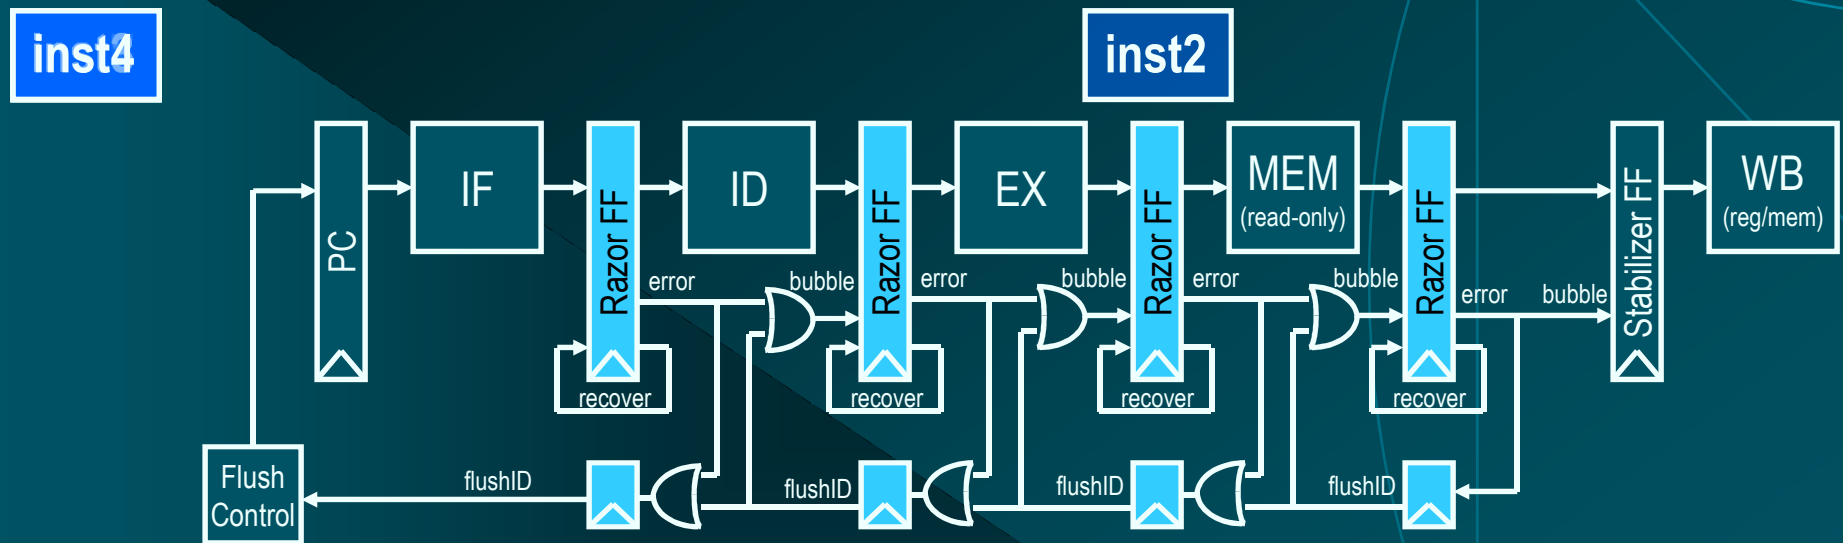 inst4
inst2
PC
IF
Razor FF
ID
Razor FF
EX
Razor FF
MEM
(read-only)
Razor FF
Stabilizer FF
WB
(reg/mem)
error
bubble
error
bubble
error
bubble
error
bubble
recover
recover
recover
recover
Flush
Control
flushID
flushID
flushID
flushID